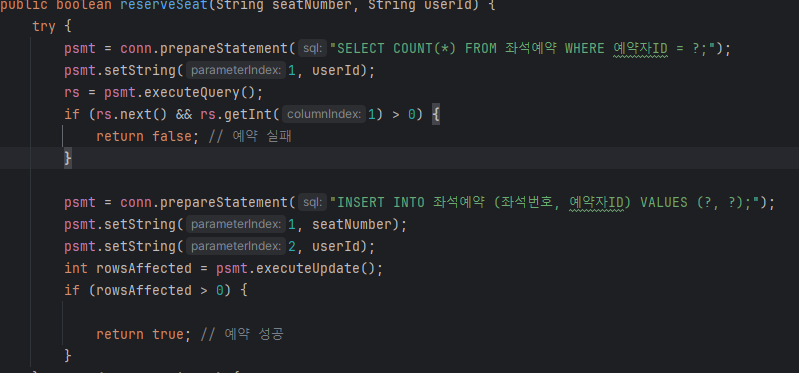 public boolean reserveSeat(String seatNumber, String userId) {
try {
psmt = conn.prepareStatement( sql: "SELECT COUNT(*) FROM 좌석예약 WHERE 예약자ID = ?;");
psmt.setString( parameterIndex: 1, userId);
rs = psmt.executeQuery();
if (rs.next() && rs.getInt( columnIndex: 1) > 0) {
return false; // 예약 실패
}
psmt = conn.prepareStatement( sql: "INSERT INTO 좌석예약 (좌석번호, 예약자ID) VALUES (?, ?);");
psmt.setString( parameterIndex: 1, seatNumber);
psmt.setString( parameterIndex: 2, userId);
int rowsAffected = psmt.executeUpdate();
if (rowsAffected > 0) {
return true; // 예약 성공
}